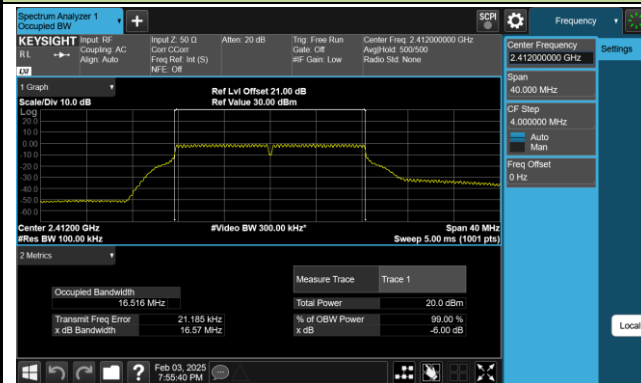 Spectrum Analyzer 1
Occupied BW
+
SCPI
Frequency
KEYSIGHT
RL
LXI
Input: RF
Coupling: AC
Align: Auto
Input Z: 50 Ω
Corr CCorr
Freq Ref: Int (S)
NFE: Off
Atten: 20 dB
Trig: Free Run
Gate: Off
#IF Gain: Low
Center Freq: 2.412000000 GHz
Avg|Hold: 500/500
Radio Std: None
Center Frequency
2.412000000 GHz
Settings
Span
40.000 MHz
CF Step
4.000000 MHz
Auto
Man
Freq Offset
0 Hz
1 Graph
Scale/Div 10.0 dB
Ref Lvl Offset 21.00 dB
Ref Value 30.00 dBm
Log
20.0
10.0
0.00
-10.0
-20.0
-30.0
-40.0
-50.0
-60.0
Center 2.41200 GHz
#Res BW 100.00 kHz
#Video BW 300.00 kHz*
Span 40 MHz
Sweep 5.00 ms (1001 pts)
2 Metrics
Measure Trace Trace 1
Occupied Bandwidth
16.516 MHz
Total Power 20.0 dBm
Transmit Freq Error 21.185 kHz
% of OBW Power 99.00 %
x dB Bandwidth 16.57 MHz
x dB -6.00 dB
Local
?
Feb 03, 2025
7:55:40 PM